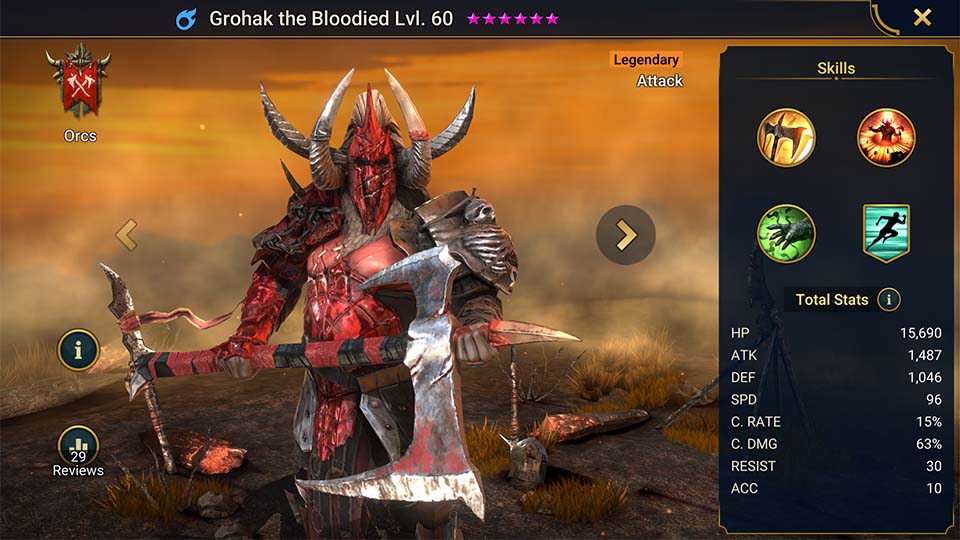 Grohak the Bloodied Lvl. 60
Orcs
Legendary
Attack
Skills
Total Stats i
HP 15,690
ATK 1,487
DEF 1,046
SPD 96
C. RATE 15%
C. DMG 63%
RESIST 30
ACC 10
i
29
Reviews